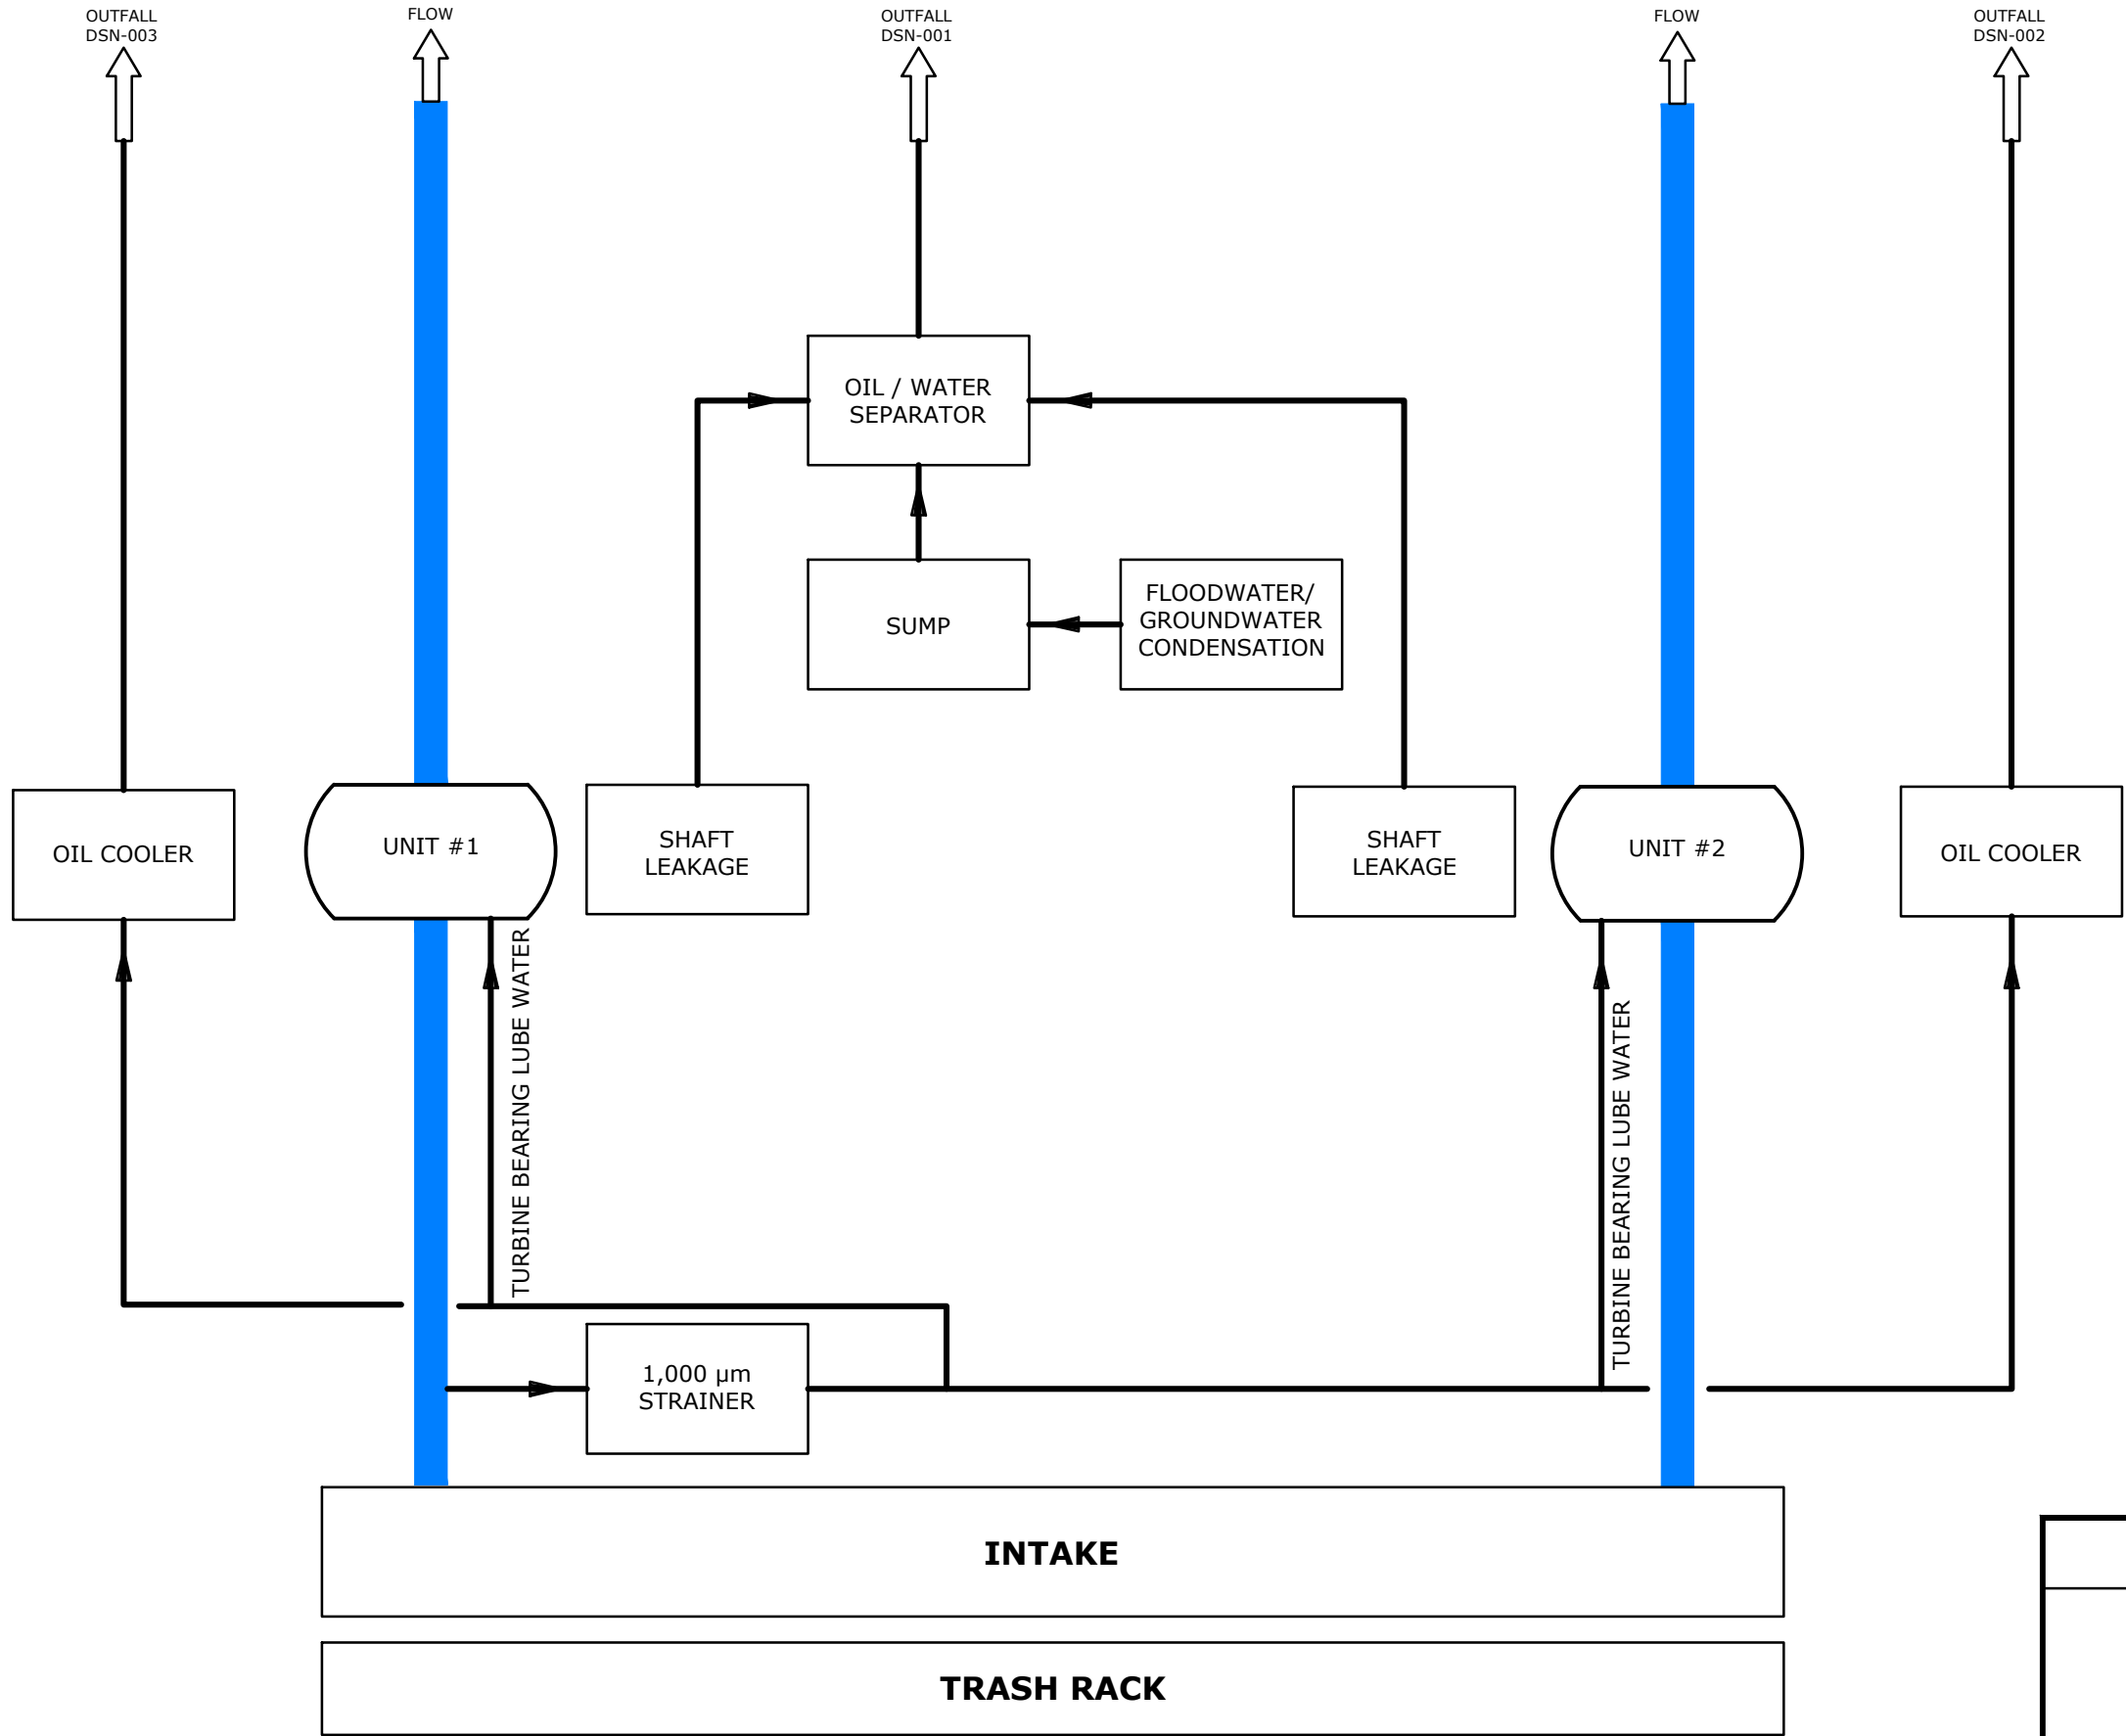 OUTFALL
DSN-003
FLOW
OUTFALL
DSN-001
FLOW
OUTFALL
DSN-002
OIL / WATER
SEPARATOR
SUMP
FLOODWATER/
GROUNDWATER
CONDENSATION
OIL COOLER
UNIT #1
SHAFT
LEAKAGE
SHAFT
LEAKAGE
UNIT #2
OIL COOLER
TURBINE BEARING LUBE WATER
TURBINE BEARING LUBE WATER
1,000 µm
STRAINER
INTAKE
TRASH RACK